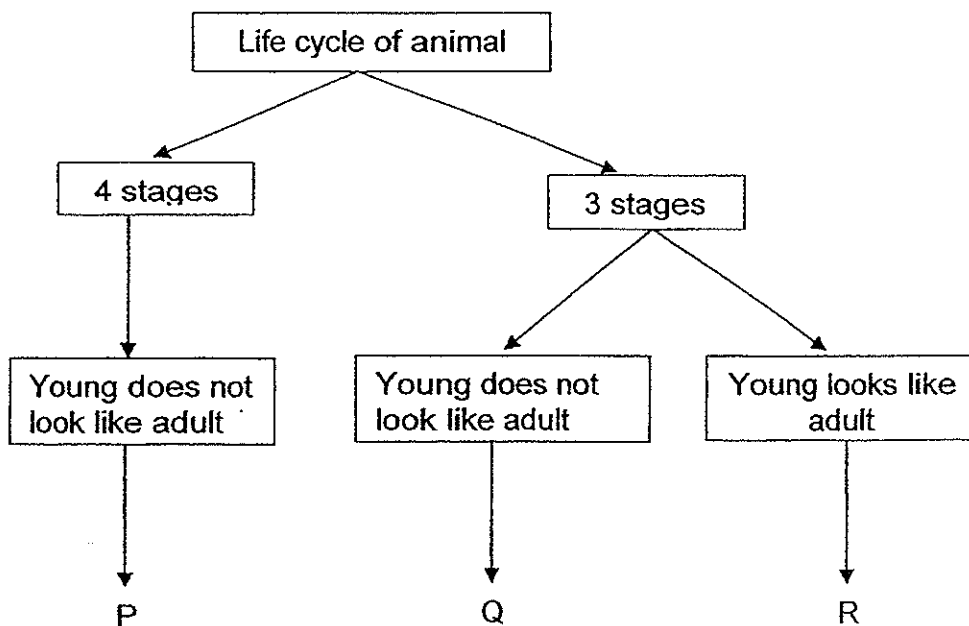 Life cycle of animal
4 stages
3 stages
Young does not
look like adult
Young does not
look like adult
Young looks like
adult
P
Q
R